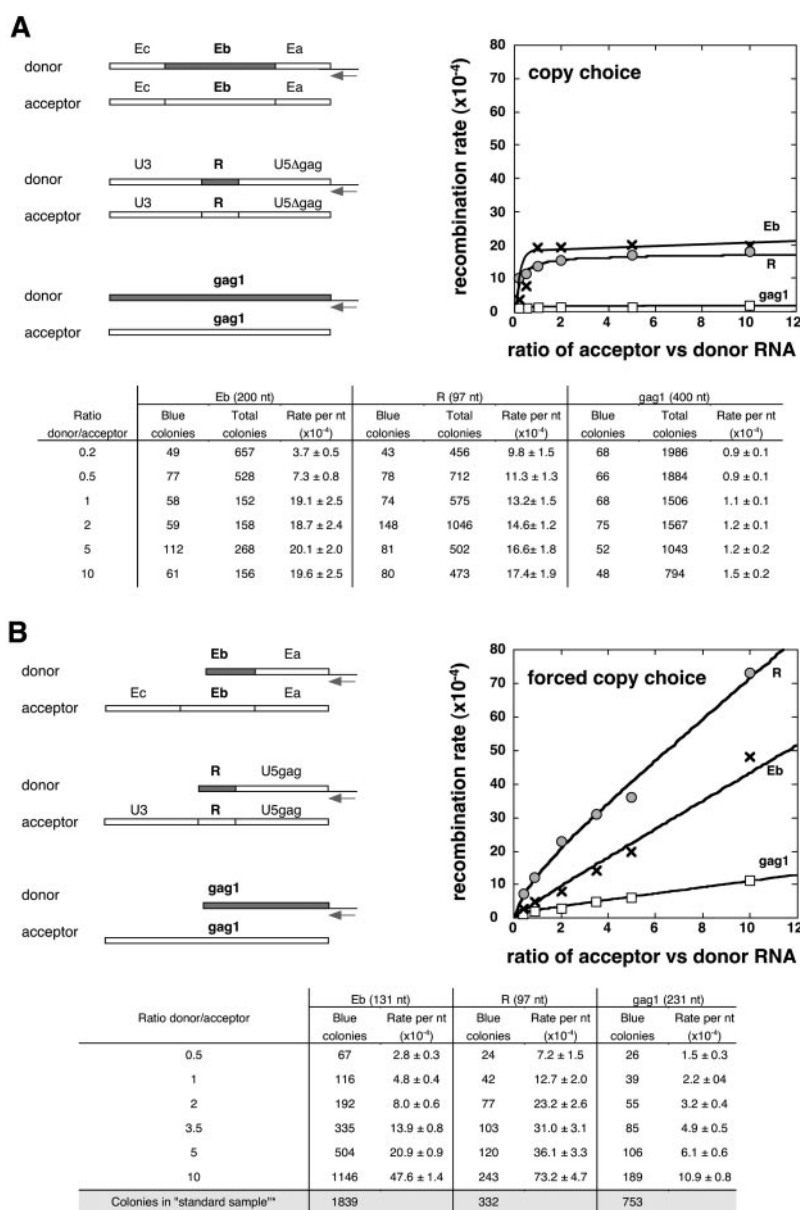 A
Ec Eb Ea
donor
acceptor
Ec Eb Ea
U3 R U5Δgag
donor
acceptor
U3 R U5Δgag
gag1
donor
gag1
acceptor
recombination rate (x10-4)
80
70
60
50
40
30
20
10
0
copy choice
Eb
R
gag1
0 2 4 6 8 10 12
ratio of acceptor vs donor RNA
Eb (200 nt) R (97 nt) gag1 (400 nt)
Ratio Blue Total Rate per nt Blue Total Rate per nt Blue Total Rate per nt
donor/acceptor colonies colonies (x10-4) colonies colonies (x10-4) colonies colonies (x10-4)
0.2 49 657 3.7 ± 0.5 43 456 9.8 ± 1.5 68 1986 0.9 ± 0.1
0.5 77 528 7.3 ± 0.8 78 712 11.3 ± 1.3 66 1884 0.9 ± 0.1
1 58 152 19.1 ± 2.5 74 575 13.2± 1.5 68 1506 1.1 ± 0.1
2 59 158 18.7 ± 2.4 148 1046 14.6± 1.2 75 1567 1.2 ± 0.1
5 112 268 20.1 ± 2.0 81 502 16.6± 1.8 52 1043 1.2 ± 0.2
10 61 156 19.6 ± 2.5 80 473 17.4± 1.9 48 794 1.5 ± 0.2
B
Eb Ea
donor
Ec Eb Ea
acceptor
R U5gag
donor
U3 R U5gag
acceptor
gag1
donor
gag1
acceptor
recombination rate (x10-4)
80
70
60
50
40
30
20
10
0
forced copy choice
R
Eb
gag1
0 2 4 6 8 10 12
ratio of acceptor vs donor RNA
Eb (131 nt) R (97 nt) gag1 (231 nt)
Ratio donor/acceptor Blue Rate per nt Blue Rate per nt Blue Rate per nt
colonies (x10-4) colonies (x10-4) colonies (x10-4)
0.5 67 2.8 ± 0.3 24 7.2 ± 1.5 26 1.5 ± 0.3
1 116 4.8 ± 0.4 42 12.7 ± 2.0 39 2.2 ± 04
2 192 8.0 ± 0.6 77 23.2 ± 2.6 55 3.2 ± 0.4
3.5 335 13.9 ± 0.8 103 31.0 ± 3.1 85 4.9 ± 0.5
5 504 20.9 ± 0.9 120 36.1 ± 3.3 106 6.1 ± 0.6
10 1146 47.6 ± 1.4 243 73.2 ± 4.7 189 10.9 ± 0.8
Colonies in "standard sample"* 1839 332 753